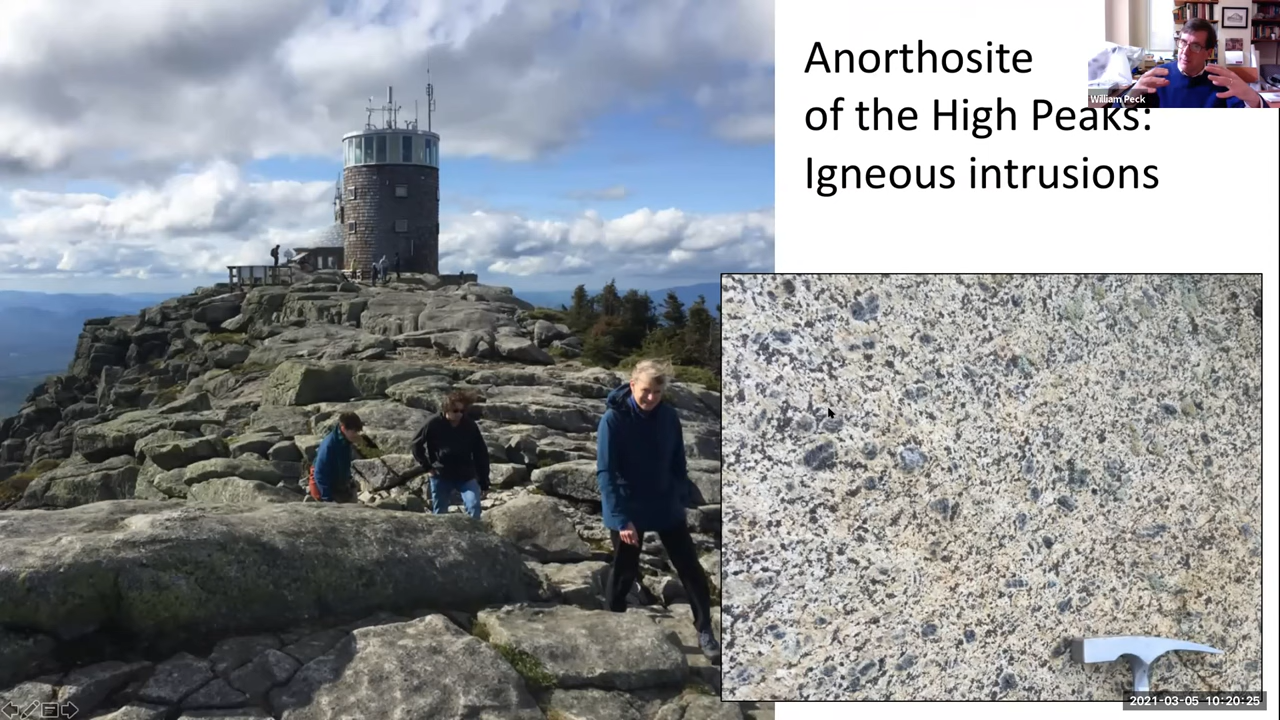 Anorthosite
of the High Peaks:
Igneous intrusions
William Peck
2021-03-05 10:20:25